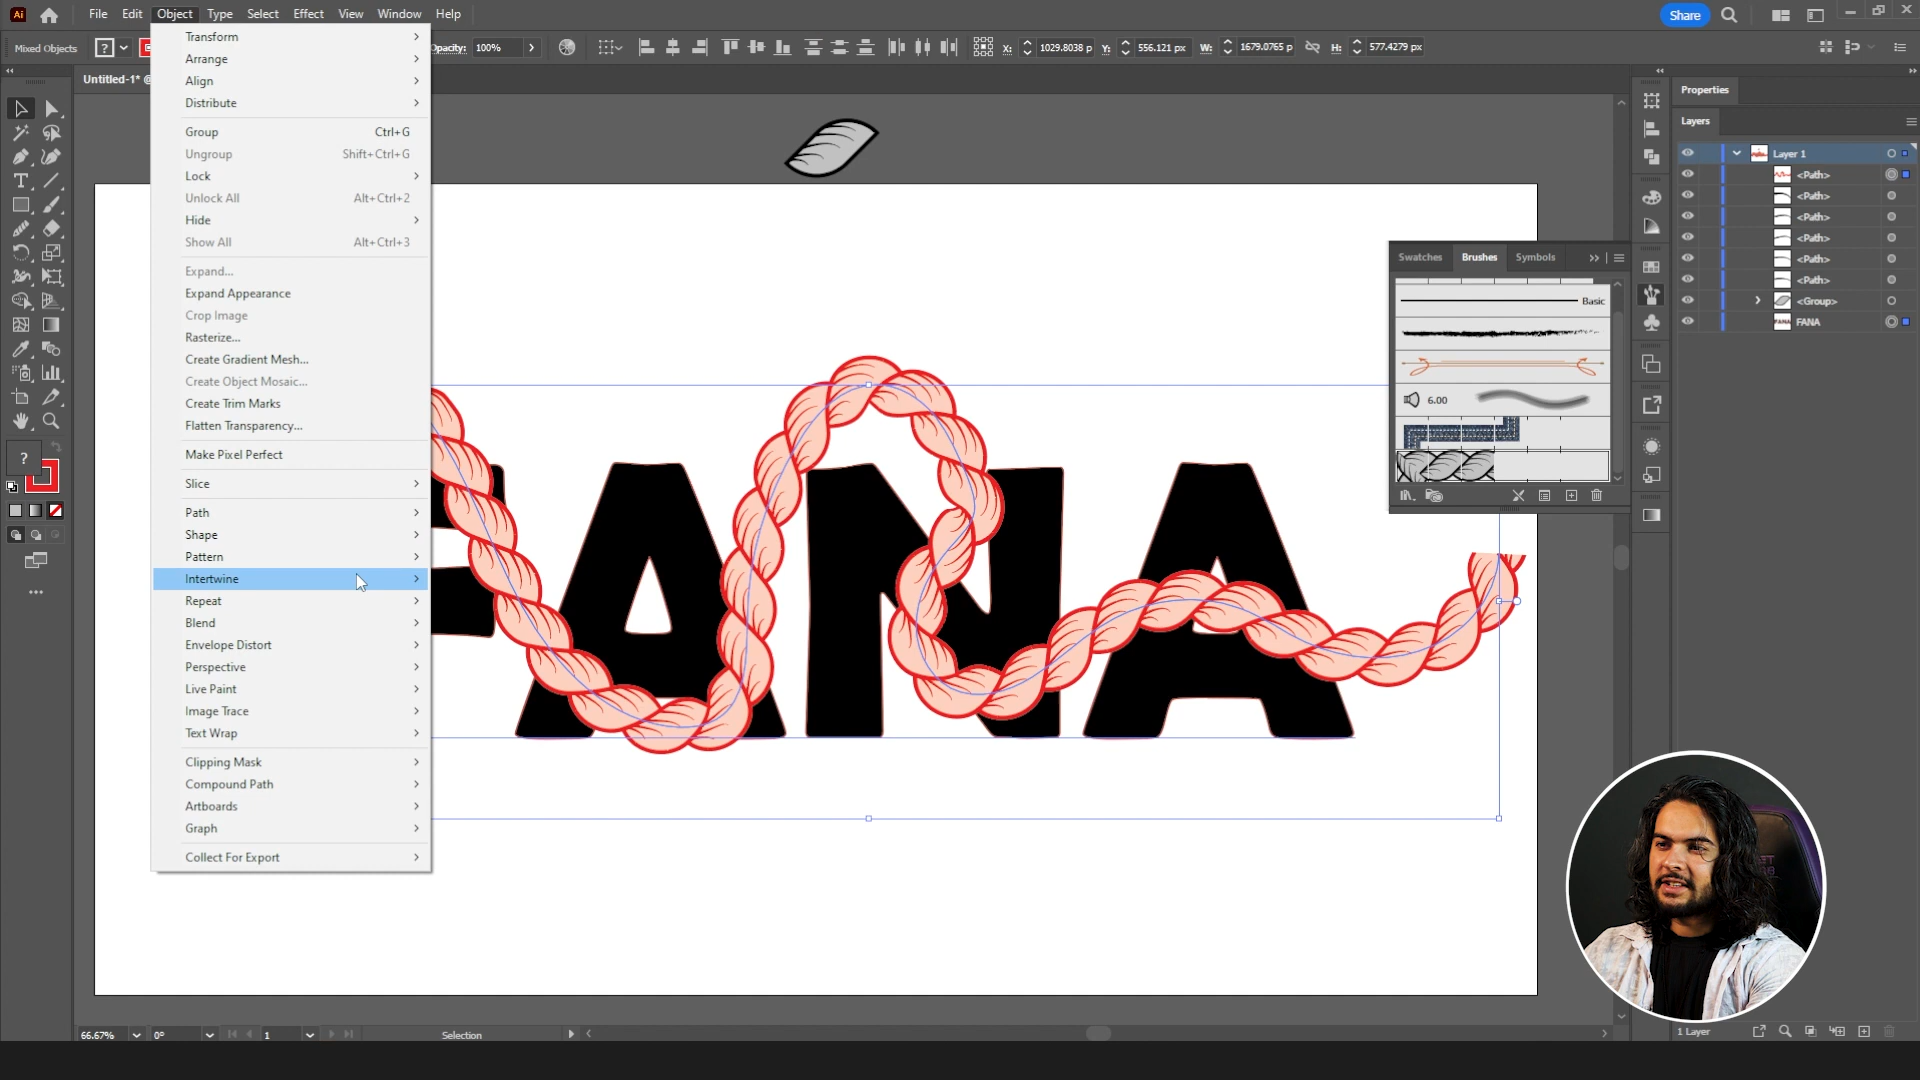 Ai File Edit Object Type Select Effect View Window Help Share
Mixed Objects ? Opacity: 100% X: 1029.8038 p Y: 556.121 px W: 1679.0765 p H: 577.4279 px
Untitled-1* @
Transform
Arrange
Align
Distribute
Group Ctrl+G
Ungroup Shift+Ctrl+G
Lock
Unlock All Alt+Ctrl+2
Hide
Show All Alt+Ctrl+3
Expand...
Expand Appearance
Crop Image
Rasterize...
Create Gradient Mesh...
Create Object Mosaic...
Create Trim Marks
Flatten Transparency...
Make Pixel Perfect
Slice
Path
Shape
Pattern
Intertwine
Repeat
Blend
Envelope Distort
Perspective
Live Paint
Image Trace
Text Wrap
Clipping Mask
Compound Path
Artboards
Graph
Collect For Export
?
FANA
Swatches Brushes Symbols
Basic
6.00
Properties
Layers
Layer 1
<Path>
<Path>
<Path>
<Path>
<Path>
<Path>
<Group>
FANA
66.67% 0° 1 Selection
1 Layer